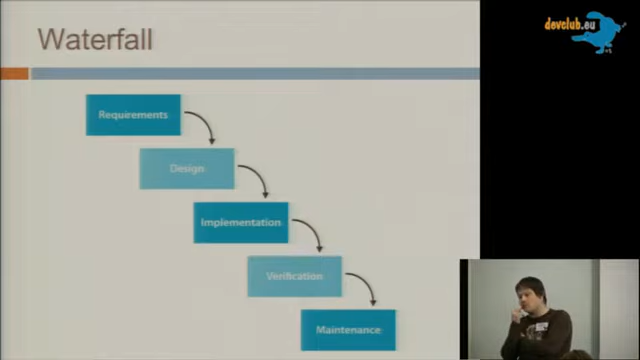 Waterfall
devclub.eu
Requirements
Design
Implementation
Verification
Maintenance